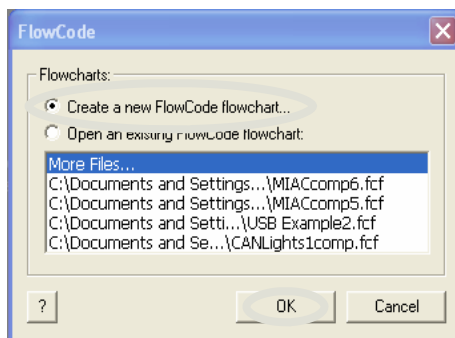 FlowCode
Flowcharts:
Create a new FlowCode flowchart...
Open an existing FlowCode flowchart:
More Files...
C:\Documents and Settings...\MIACcomp6.fcf
C:\Documents and Settings...\MIACcomp5.fcf
C:\Documents and Setti...\USB Example2.fcf
C:\Documents and Se...\CANLights1comp.fcf
? OK Cancel